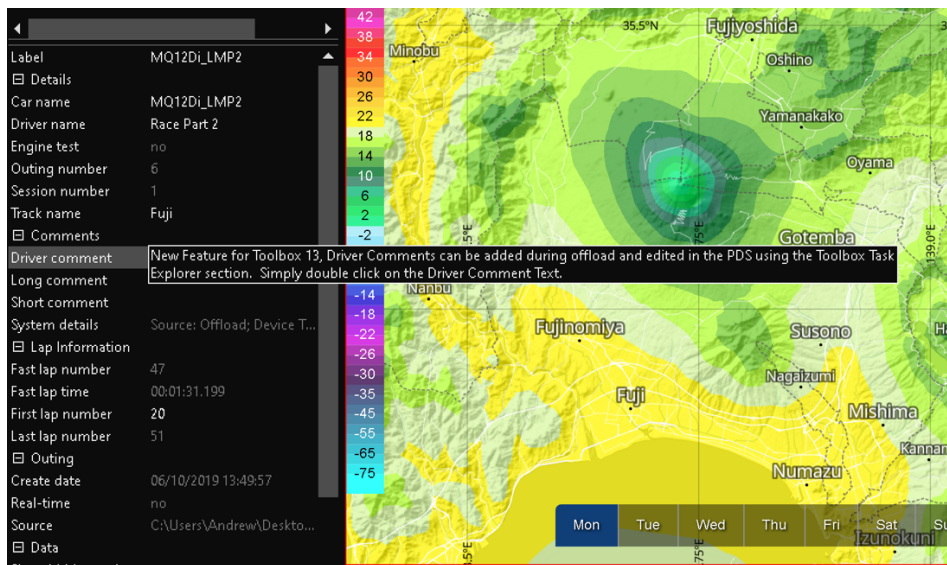 Label MQ12Di_LMP2
Details
Car name MQ12Di_LMP2
Driver name Race Part 2
Engine test no
Outing number 6
Session number 1
Track name Fuji
Comments
Driver comment
New Feature for Toolbox 13, Driver Comments can be added during offload and edited in the PDS using the Toolbox Task
Explorer section. Simply double click on the Driver Comment Text.
Long comment
Short comment
System details Source: Offload; Device T...
Lap Information
Fast lap number 47
Fast lap time 00:01:31.199
First lap number 20
Last lap number 51
Outing
Create date 06/10/2019 13:49:57
Real-time no
Source C:\Users\Andrew\Deskto...
Data
42
38
34
30
26
22
18
14
10
6
2
-2
-14
-18
-22
-26
-30
-35
-45
-55
-65
-75
35.5°N
Fujiyoshida
Minobu
Oshino
Yamanakako
Oyama
Gotemba
139.0°E
Nanbu
Fujinomiya
Susono
Nagaizumi
Fuji
Mishima
Kannar
Numazu
Mon Tue Wed Thu Fri Sat Su
Izunokuni